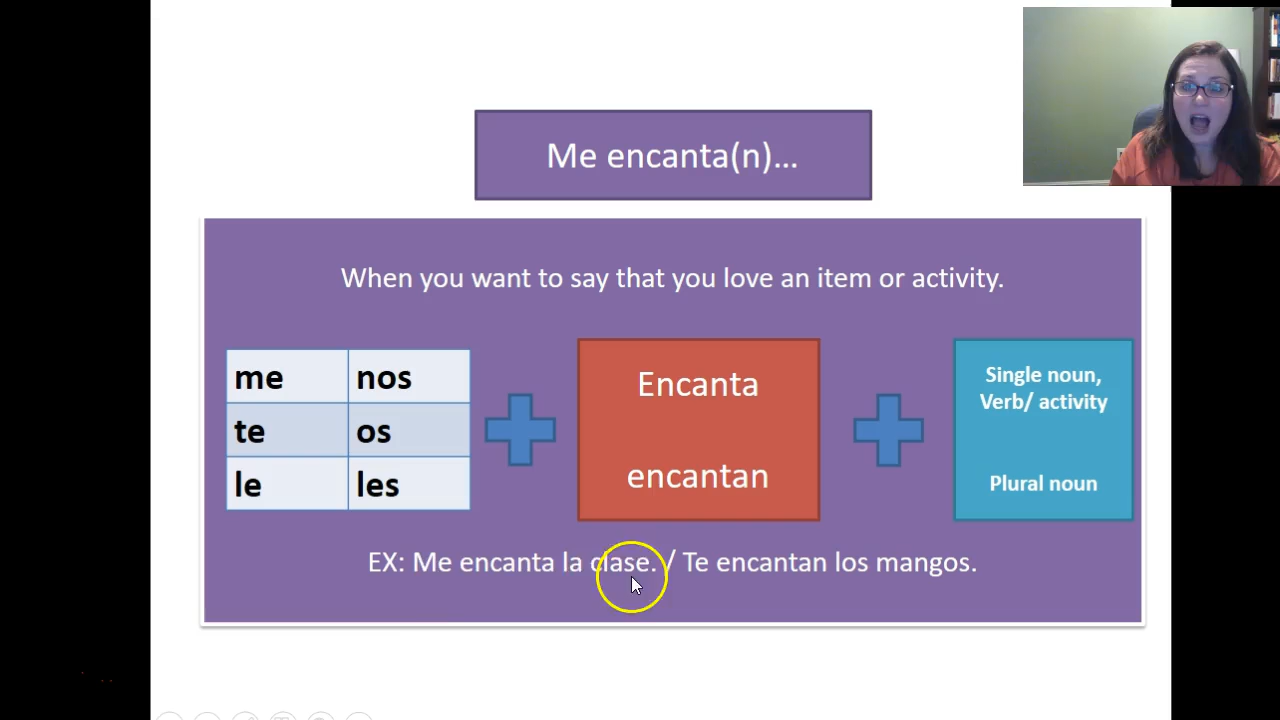 Me encanta(n)...
When you want to say that you love an item or activity.
me nos
te os
le les
Encanta
encantan
Single noun,
Verb/ activity
Plural noun
EX: Me encanta la clase. / Te encantan los mangos.